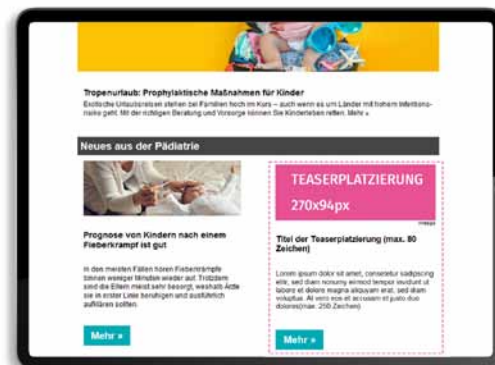 Tropenurlaub: Prophylaktische Maßnahmen für Kinder
Exotische Urlaubsreisen stehen bei Familien hoch im Kurs – auch wenn es um Länder mit hohem Infektions-
risiko geht. Mit der richtigen Beratung und Vorsorge können Sie Kinderleben retten. Mehr »
Neues aus der Pädiatrie
Prognose von Kindern nach einem
Fieberkrampf ist gut
In den meisten Fällen hören Fieberkrämpfe
binnen weniger Minuten wieder auf. Trotzdem
sind die Eltern meist sehr besorgt, weshalb Ärzte
sie in erster Linie beruhigen und ausführlich
aufklären sollten.
Mehr »
TEASERPLATZIERUNG
270x94px
Titel der Teaserplatzierung (max. 80
Zeichen)
Lorem ipsum dolor sit amet, consetetur sadipscing
elitr, sed diam nonumy eirmod tempor invidunt ut
labore et dolore magna aliquyam erat, sed diam
voluptua. At vero eos et accusam et justo duo
dolores(max. 250 Zeichen)
Mehr »